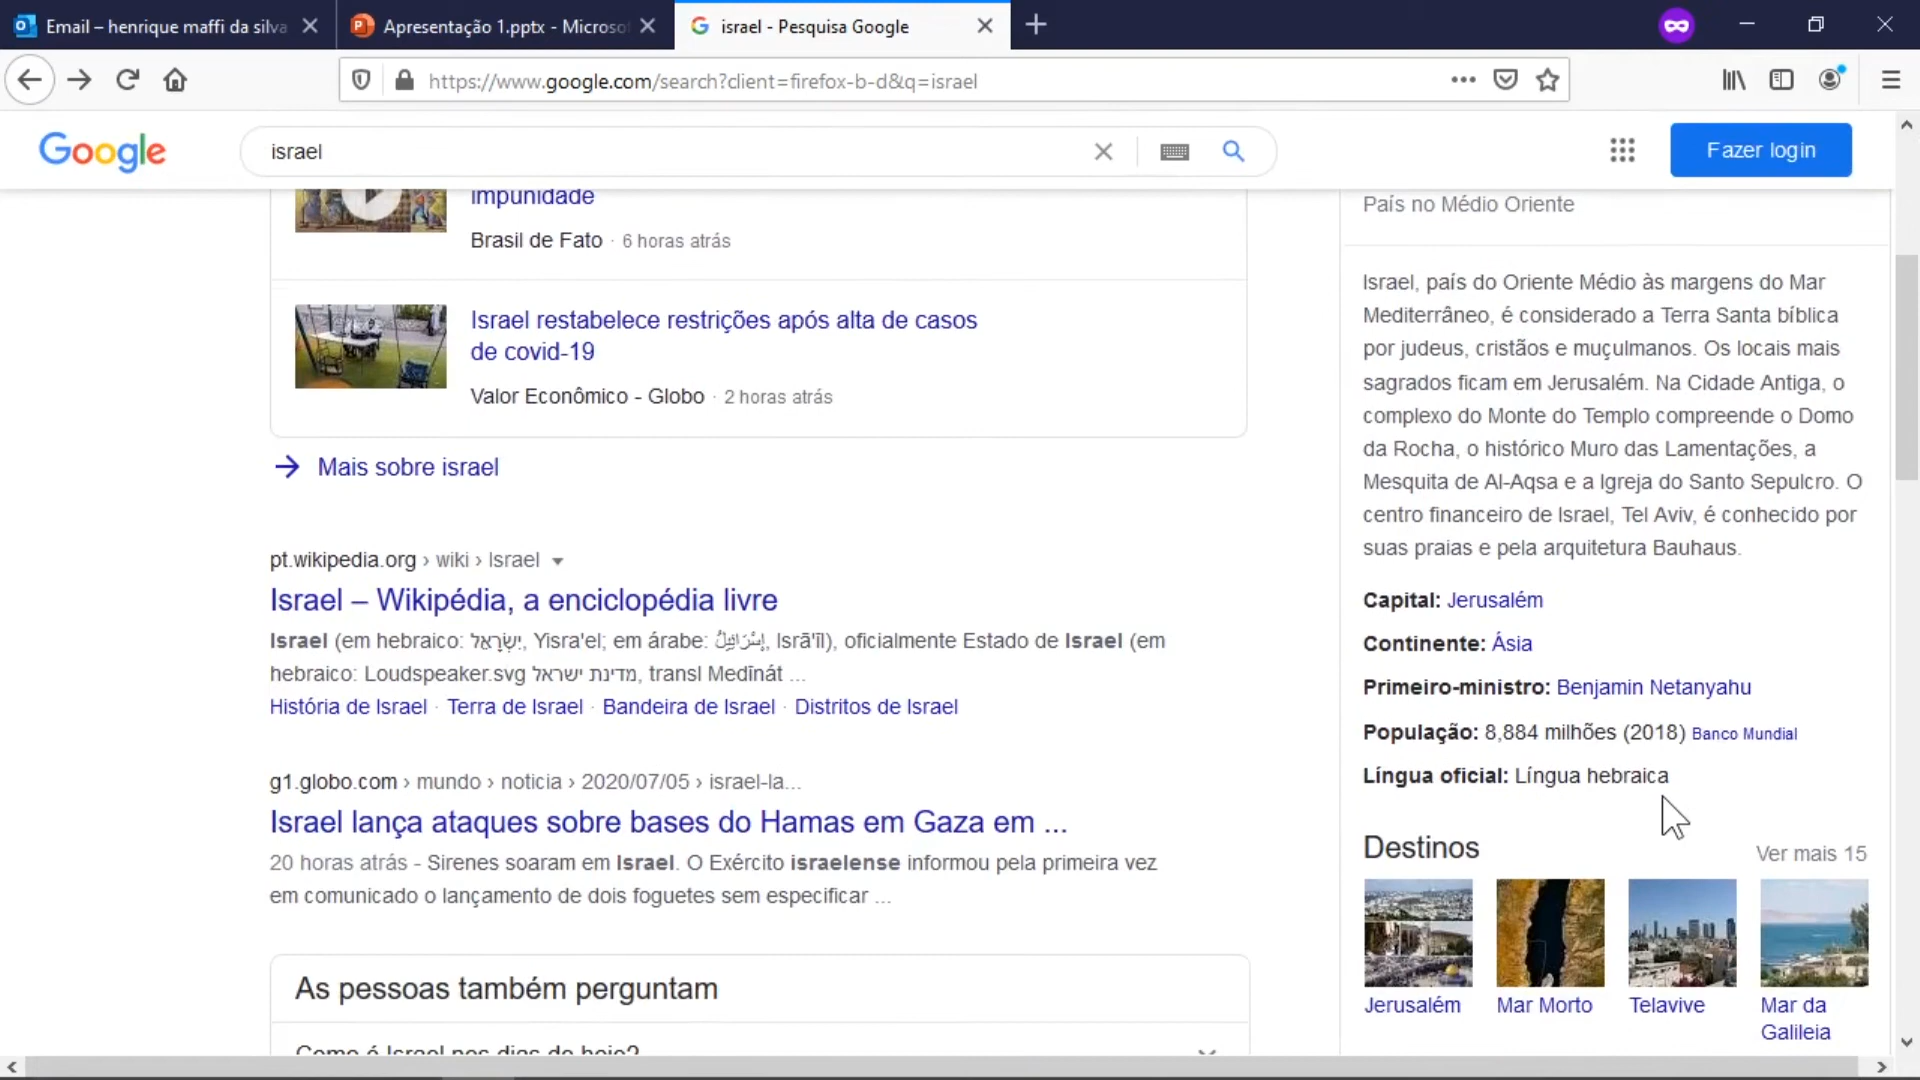 Email – henrique maffi da silva
Apresentação 1.pptx - Microso
israel - Pesquisa Google
https://www.google.com/search?client=firefox-b-d&q=israel
Google
israel
Fazer login
impunidade
Brasil de Fato · 6 horas atrás
Israel restabelece restrições após alta de casos
de covid-19
Valor Econômico - Globo · 2 horas atrás
Mais sobre israel
pt.wikipedia.org › wiki › Israel
Israel – Wikipédia, a enciclopédia livre
Israel (em hebraico: יִשְׂרָאֵל, Yisra'el; em árabe: إِسْرَائِيلُ, Isrā'īl), oficialmente Estado de Israel (em
hebraico: Loudspeaker.svg מדינת ישראל, transl Medīnát ...
História de Israel · Terra de Israel · Bandeira de Israel · Distritos de Israel
g1.globo.com › mundo › noticia › 2020/07/05 › israel-la...
Israel lança ataques sobre bases do Hamas em Gaza em ...
20 horas atrás - Sirenes soaram em Israel. O Exército israelense informou pela primeira vez
em comunicado o lançamento de dois foguetes sem especificar ...
As pessoas também perguntam
Como é Israel nos dias de hoje?
País no Médio Oriente
Israel, país do Oriente Médio às margens do Mar
Mediterrâneo, é considerado a Terra Santa bíblica
por judeus, cristãos e muçulmanos. Os locais mais
sagrados ficam em Jerusalém. Na Cidade Antiga, o
complexo do Monte do Templo compreende o Domo
da Rocha, o histórico Muro das Lamentações, a
Mesquita de Al-Aqsa e a Igreja do Santo Sepulcro. O
centro financeiro de Israel, Tel Aviv, é conhecido por
suas praias e pela arquitetura Bauhaus.
Capital: Jerusalém
Continente: Ásia
Primeiro-ministro: Benjamin Netanyahu
População: 8,884 milhões (2018) Banco Mundial
Língua oficial: Língua hebraica
Destinos
Ver mais 15
Jerusalém
Mar Morto
Telavive
Mar da
Galileia